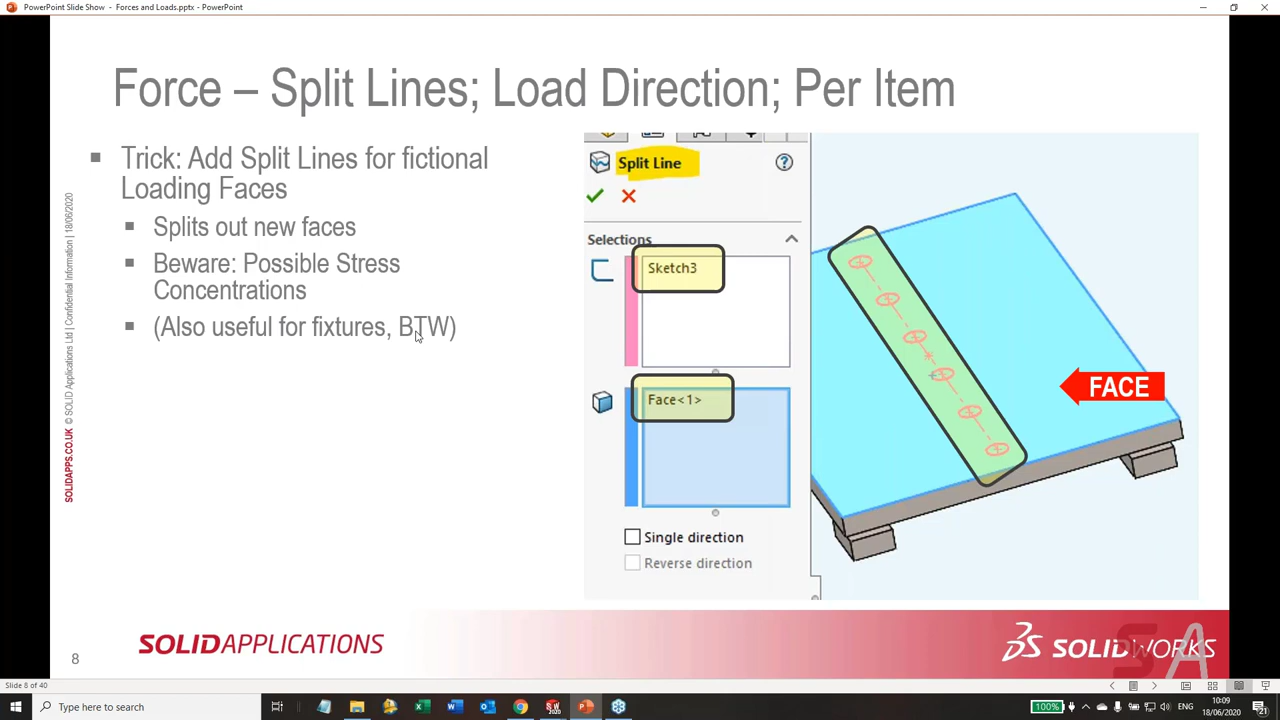 PowerPoint Slide Show - Forces and Loads.pptx - PowerPoint
Force – Split Lines; Load Direction; Per Item
Trick: Add Split Lines for fictional
Loading Faces
Splits out new faces
Beware: Possible Stress
Concentrations
(Also useful for fixtures, BTW)
SOLIDAPPS.CO.UK © SOLID Applications Ltd | Confidential Information | 18/06/2020
Split Line
Selections
Sketch3
Face<1>
Single direction
Reverse direction
FACE
8
SOLIDAPPLICATIONS
SOLIDWORKS
SA
Slide 8 of 40
Type here to search
100%
ENG
10:09
18/06/2020
21